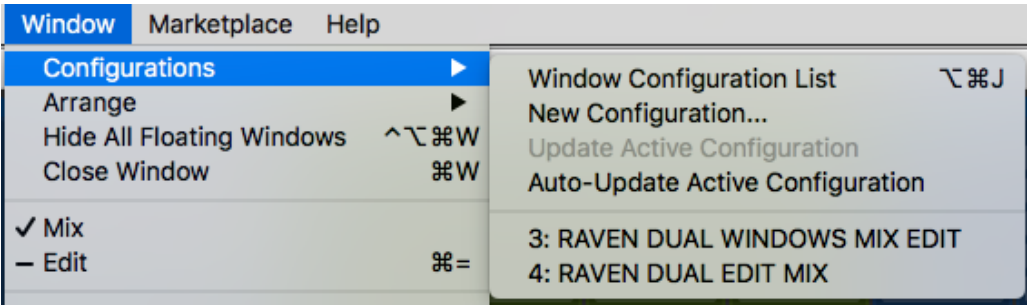 Window Marketplace Help
Configurations ▶
Arrange ▶
Hide All Floating Windows ^⌥⌘W
Close Window ⌘W
✓ Mix
– Edit ⌘=
Window Configuration List ⌥⌘J
New Configuration...
Update Active Configuration
Auto-Update Active Configuration
3: RAVEN DUAL WINDOWS MIX EDIT
4: RAVEN DUAL EDIT MIX